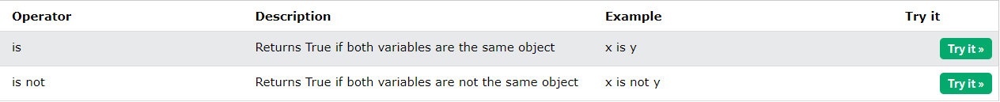 Operator Description Example Try it
is Returns True if both variables are the same object x is y Try it »
is not Returns True if both variables are not the same object x is not y Try it »